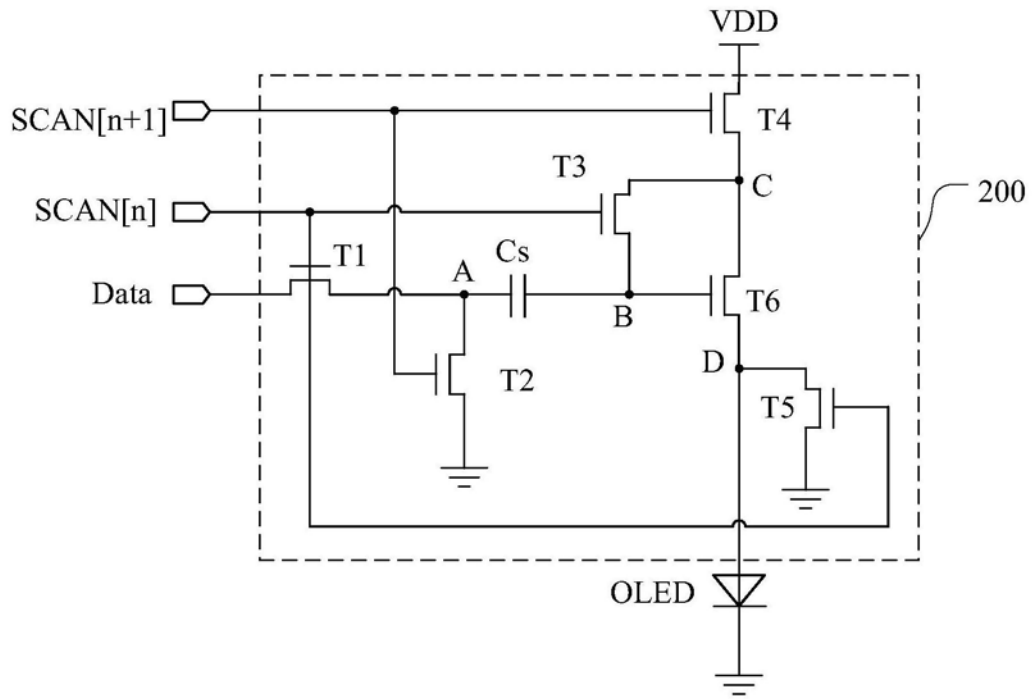 VDD
SCAN[n+1]
T4
T3
C
200
SCAN[n]
T1
Cs
A
Data
B
T6
D
T2
T5
OLED